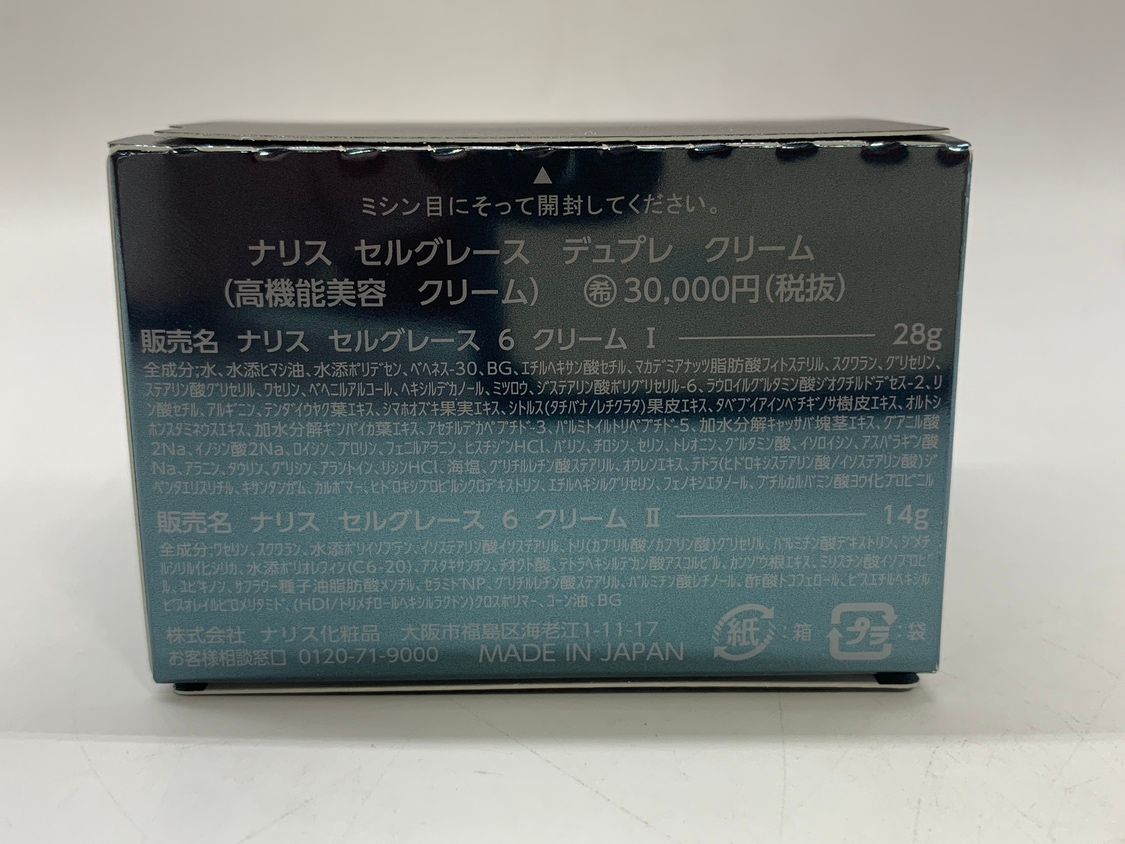 ▲
ミシン目にそって開封してください。
ナリス セルグレース デュプレ クリーム
(高機能美容 クリーム) ㊙希 30,000円(税抜)
販売名 ナリス セルグレース 6 クリーム Ⅰ 28g
全成分;水、水添ヒマシ油、水添ポリデセン、ベヘネス-30、BG、エチルヘキサン酸セチル、マカデミアナッツ脂肪酸フィトステリル、スクワラン、グリセリン、
ステアリン酸グリセリル、ワセリン、ベヘニルアルコール、ヘキシルデカノール、ミツロウ、ジステアリン酸ポリグリセリル-6、ラウロイルグルタミン酸ジオクチルドデセス-2、リ
ン酸セチル、アルギニン、テンダイウヤク葉エキス、シマホオズキ果実エキス、シトルス(タチバナ/レチクラタ)果皮エキス、タベブイアインペチギノサ樹皮エキス、オルトシ
ホンスタミネウスエキス、加水分解ギンバイカ葉エキス、アセチルデカペプチド-3、パルミトイルトリペプチド-5、加水分解キャッサバ塊茎エキス、グアニル酸
2Na、イノシン酸2Na、ロイシン、プロリン、フェニルアラニン、ヒスチジンHCl、バリン、チロシン、セリン、トレオニン、グルタミン酸、イソロイシン、アスパラギン酸
Na、アラニン、タウリン、グリシン、アラントイン、リシンHCl、海塩、グリチルレチン酸ステアリル、オウレンエキス、テトラ(ヒドロキシステアリン酸/イソステアリン酸)ジ
ペンタエリスリチル、キサンタンガム、カルボマー、ヒドロキシプロピルシクロデキストリン、エチルヘキシルグリセリン、フェノキシエタノール、ブチルカルバミン酸ヨウ化プロピニル
販売名 ナリス セルグレース 6 クリーム Ⅱ 14g
全成分;ワセリン、スクワラン、水添ポリイソブテン、イソステアリン酸イソステアリル、トリ(カプリル酸/カプリン酸)グリセリル、パルミチン酸デキストリン、ジメチ
ルシリル化シリカ、水添ポリオレフィン(C6-20)、アスタキサンチン、チオクト酸、テトラヘキシルデカン酸アスコルビル、カンゾウ根エキス、ミリスチン酸イソプロピ
ル、ユビキノン、サフラワー種子油脂肪酸メンチル、セラミドNP、グリチルレチン酸ステアリル、パルミチン酸レチノール、酢酸トコフェロール、ビスエチルヘキシル
ビスオレイルピロメリタミド、(HDI/トリメチロールヘキシルラクトン)クロスポリマー、コーン油、BG
株式会社 ナリス化粧品 大阪市福島区海老江1-11-17
お客様相談窓口 0120-71-9000 MADE IN JAPAN
紙:箱 プラ:袋